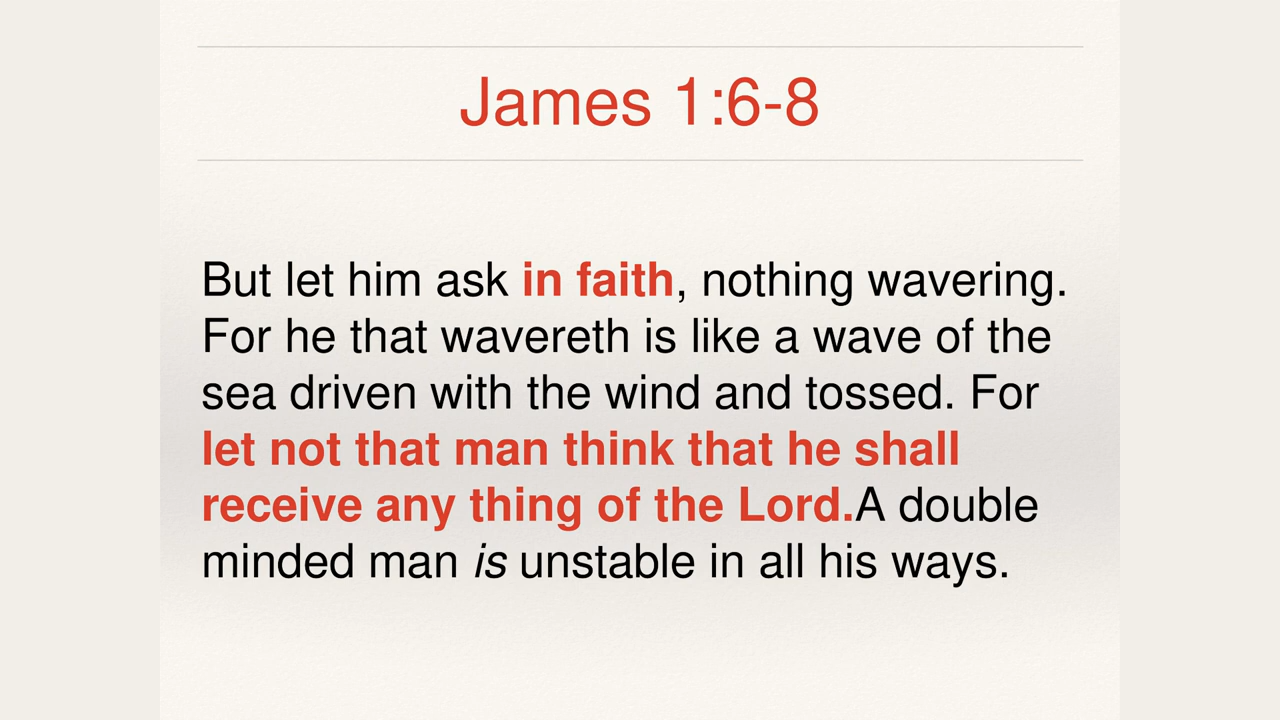 James 1:6-8
But let him ask in faith, nothing wavering.
For he that wavereth is like a wave of the
sea driven with the wind and tossed. For
let not that man think that he shall
receive any thing of the Lord.A double
minded man is unstable in all his ways.